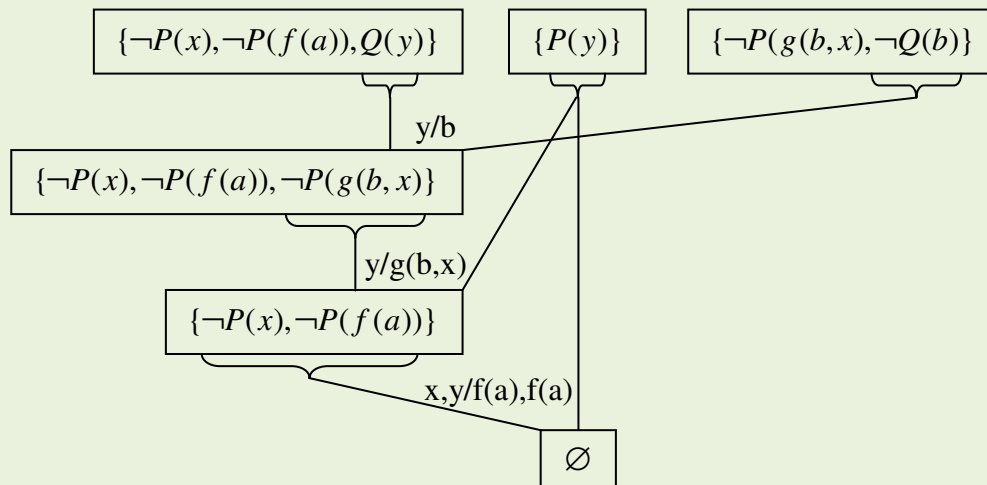 {¬P(x),¬P(f(a)),Q(y)}
{P(y)}
{¬P(g(b,x),¬Q(b)}
y/b
{¬P(x),¬P(f(a)),¬P(g(b,x)}
y/g(b,x)
{¬P(x),¬P(f(a))}
x,y/f(a),f(a)
∅